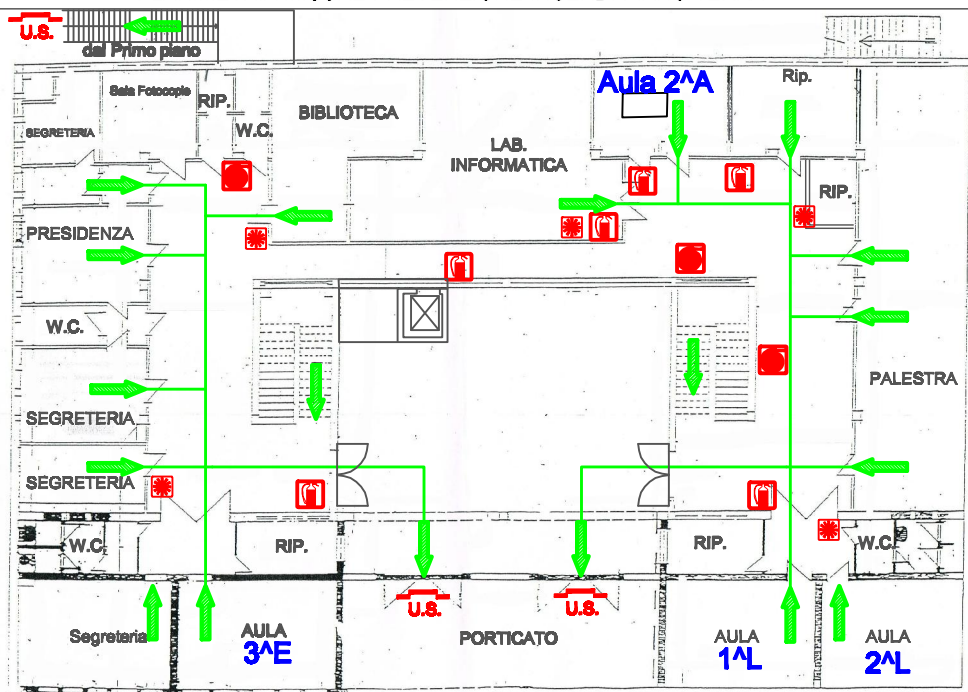 U.S.
dal Primo piano
Sala Fotocopie
RIP.
W.C.
SEGRETERIA
BIBLIOTECA
LAB.
INFORMATICA
Aula 2^A
Rip.
RIP.
PRESIDENZA
W.C.
SEGRETERIA
SEGRETERIA
PALESTRA
W.C.
RIP.
RIP.
W.C.
U.S.
U.S.
Segreteria
AULA
3^E
PORTICATO
AULA
1^L
AULA
2^L